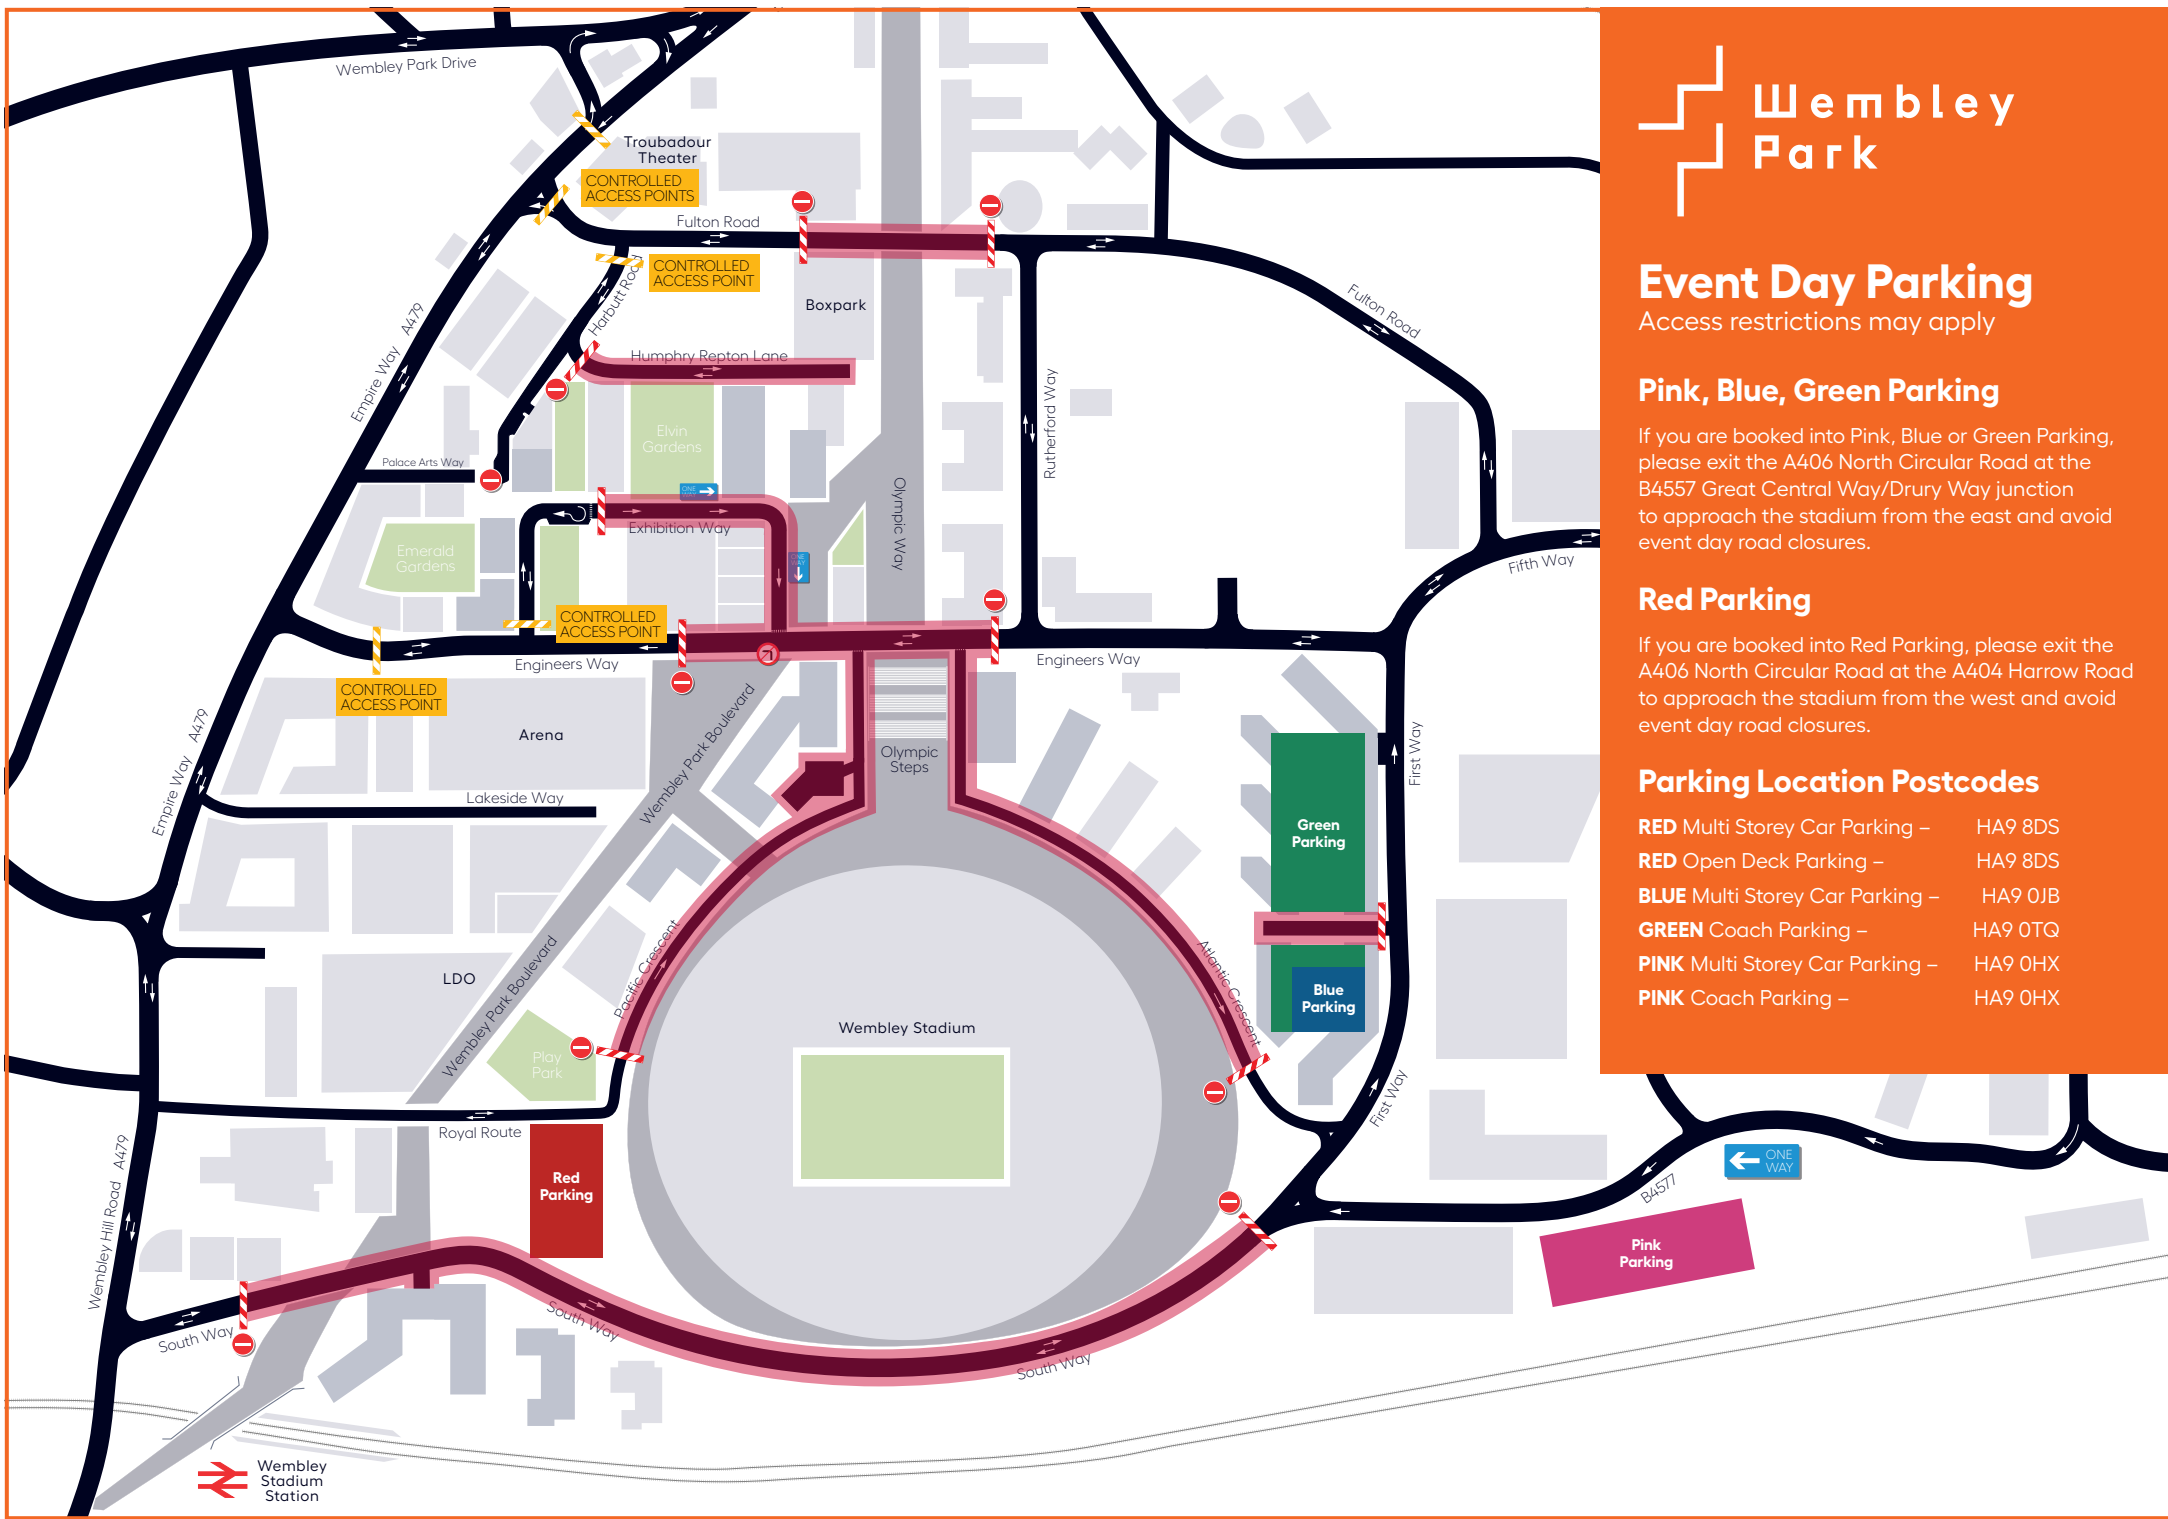 Wembley Park Drive
Troubadour
Theater
CONTROLLED
ACCESS POINTS
Fulton Road
CONTROLLED
ACCESS POINT
Harbutt Road
Boxpark
Fulton Road
Empire Way A479
Humphry Repton Lane
Elvin
Gardens
Rutherford Way
Palace Arts Way
ONE
WAY
Olympic Way
Exhibition Way
Emerald
Gardens
ONE
WAY
Fifth Way
CONTROLLED
ACCESS POINT
Engineers Way
Engineers Way
CONTROLLED
ACCESS POINT
Arena
Wembley Park Boulevard
Olympic
Steps
First Way
Empire Way A479
Lakeside Way
Green
Parking
Pacific Crescent
Atlantic Crescent
LDO
Wembley Park Boulevard
Blue
Parking
Wembley Stadium
Play
Park
First Way
Royal Route
Wembley Hill Road A479
Red
Parking
ONE
WAY
B4577
Pink
Parking
South Way
South Way
South Way
Wembley
Stadium
Station
Wembley
Park
Event Day Parking
Access restrictions may apply
Pink, Blue, Green Parking
If you are booked into Pink, Blue or Green Parking,
please exit the A406 North Circular Road at the
B4557 Great Central Way/Drury Way junction
to approach the stadium from the east and avoid
event day road closures.
Red Parking
If you are booked into Red Parking, please exit the
A406 North Circular Road at the A404 Harrow Road
to approach the stadium from the west and avoid
event day road closures.
Parking Location Postcodes
RED Multi Storey Car Parking – HA9 8DS
RED Open Deck Parking – HA9 8DS
BLUE Multi Storey Car Parking – HA9 0JB
GREEN Coach Parking – HA9 0TQ
PINK Multi Storey Car Parking – HA9 0HX
PINK Coach Parking – HA9 0HX